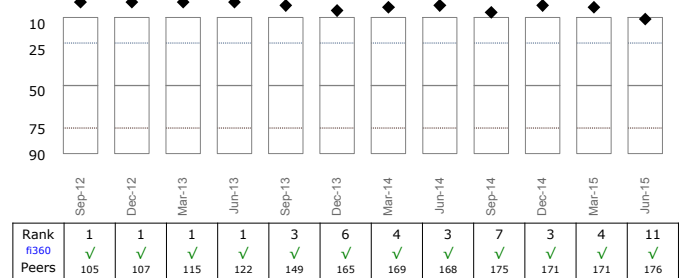 10
25
50
75
90
Sep-12 Dec-12 Mar-13 Jun-13 Sep-13 Dec-13 Mar-14 Jun-14 Sep-14 Dec-14 Mar-15 Jun-15
Rank 1 1 1 1 3 6 4 3 7 3 4 11
fi360 √ √ √ √ √ √ √ √ √ √ √ √
Peers 105 107 115 122 149 165 169 168 175 171 171 176